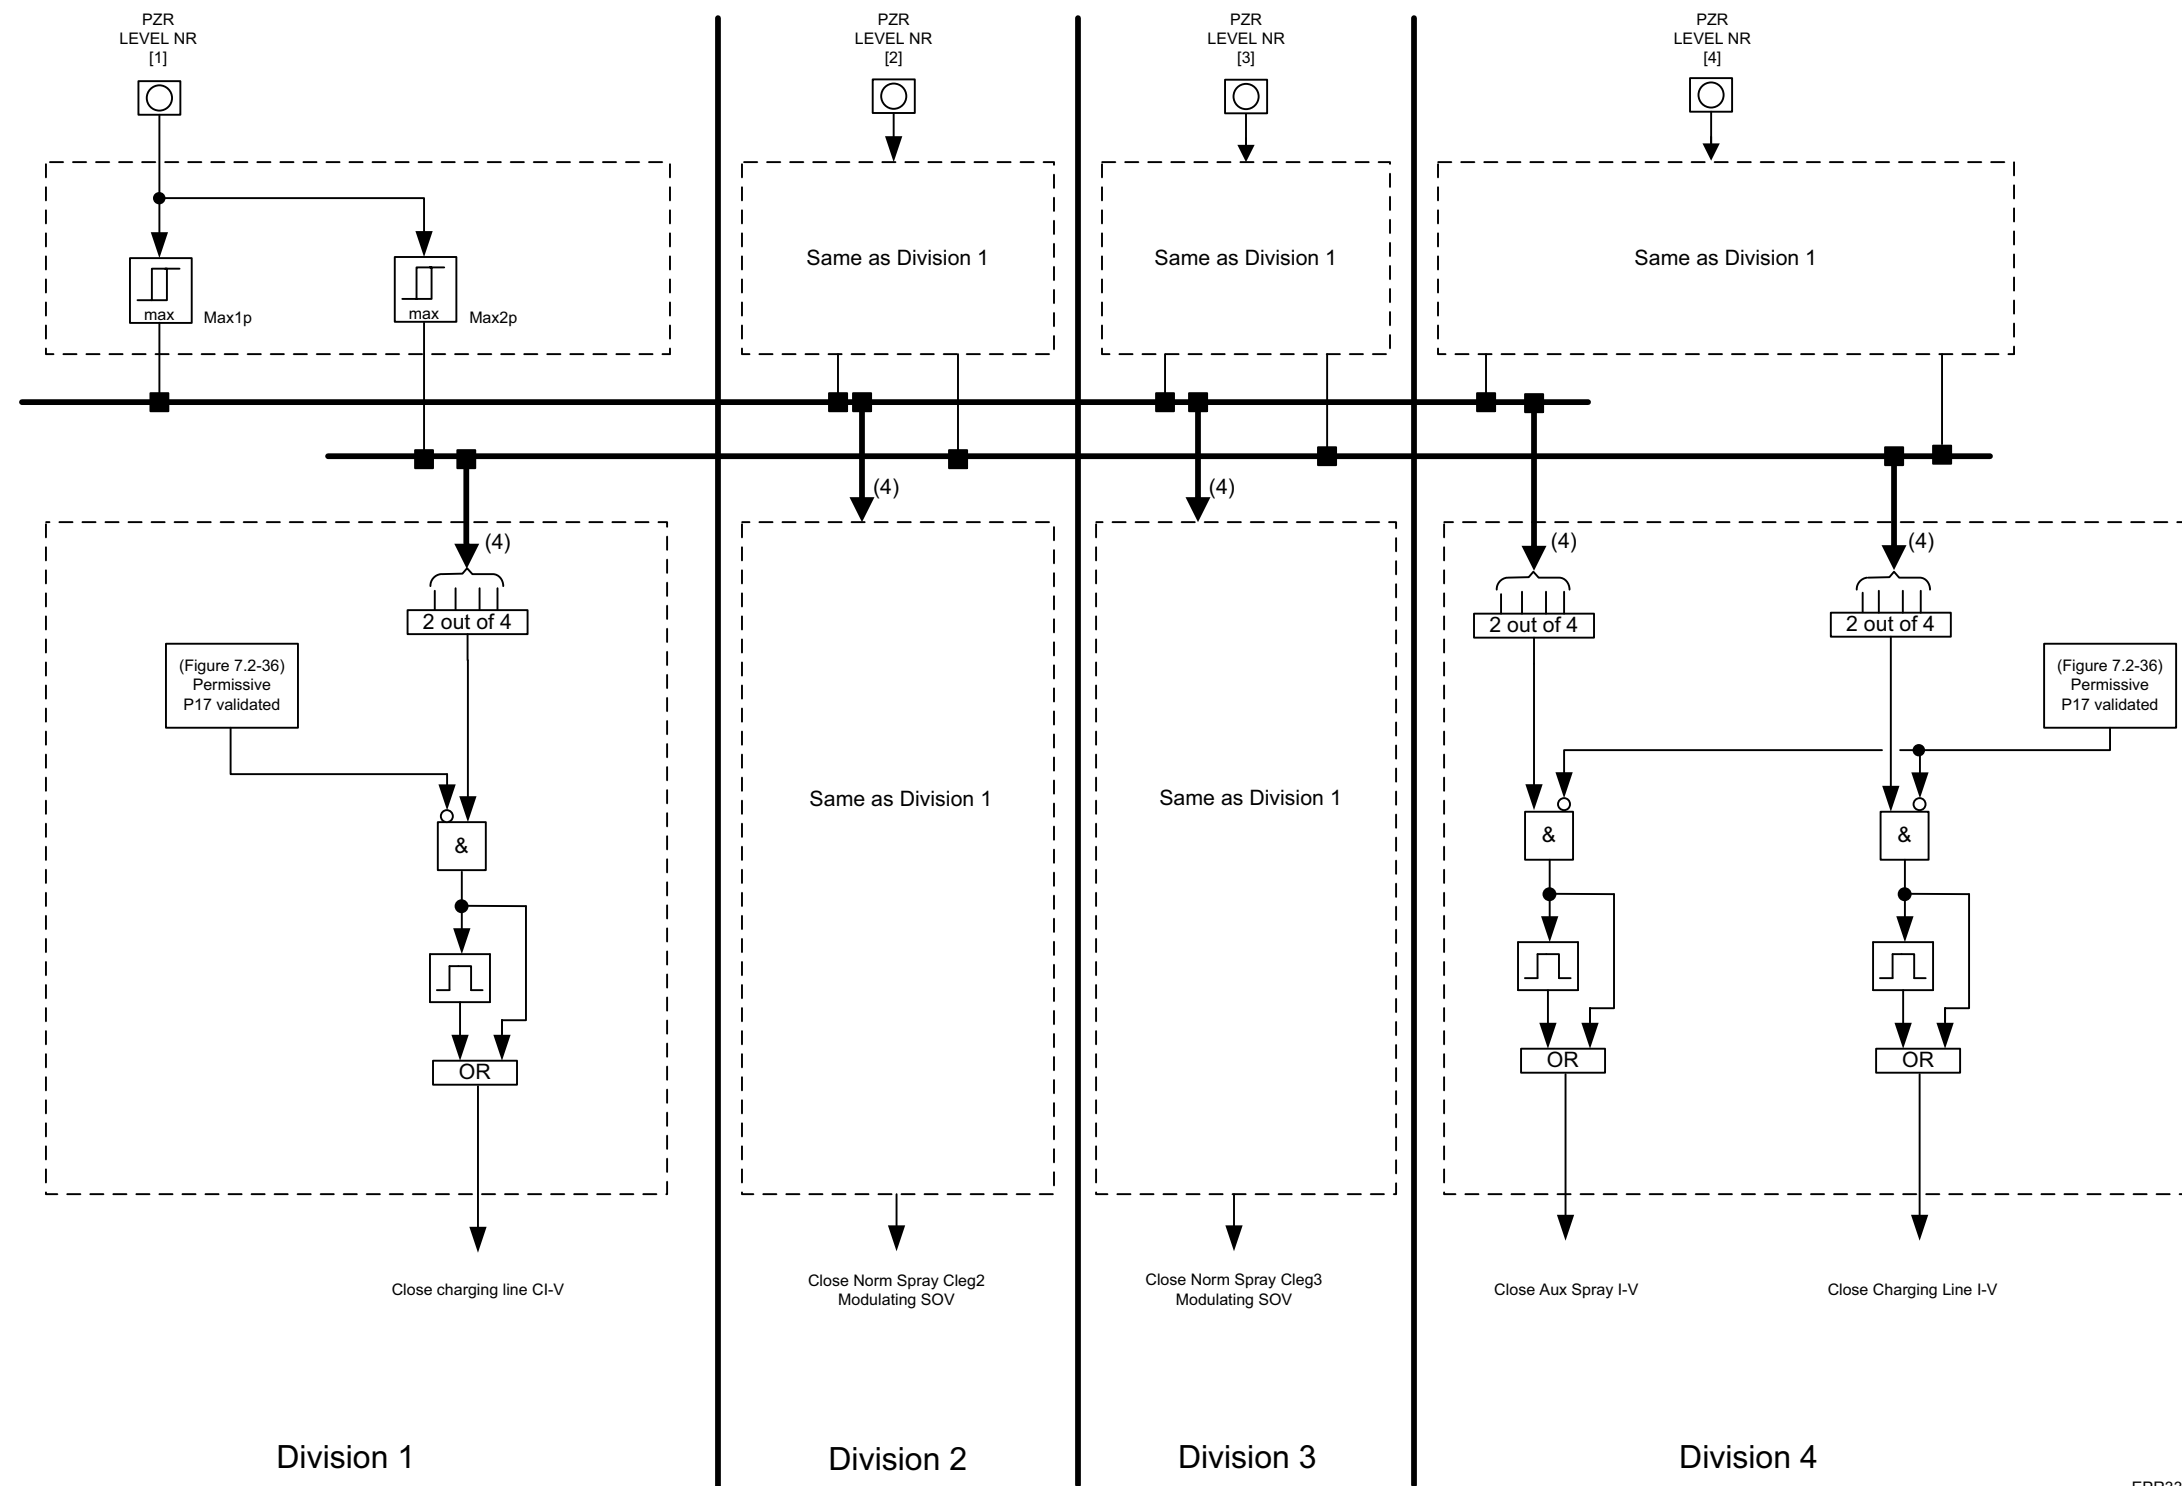 PZR
LEVEL NR
[1]
PZR
LEVEL NR
[2]
PZR
LEVEL NR
[3]
PZR
LEVEL NR
[4]
max
Max1p
max
Max2p
Same as Division 1
Same as Division 1
Same as Division 1
(4)
(4)
(4)
(4)
(4)
2 out of 4
2 out of 4
2 out of 4
(Figure 7.2-36)
Permissive
P17 validated
(Figure 7.2-36)
Permissive
P17 validated
&
Same as Division 1
Same as Division 1
&
&
OR
OR
OR
Close charging line CI-V
Close Norm Spray Cleg2
Modulating SOV
Close Norm Spray Cleg3
Modulating SOV
Close Aux Spray I-V
Close Charging Line I-V
Division 1
Division 2
Division 3
Division 4